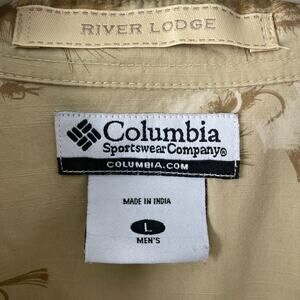 RIVER LODGE
Columbia
Sportswear Company®
COLUMBIA.COM
MADE IN INDIA
L
MEN'S